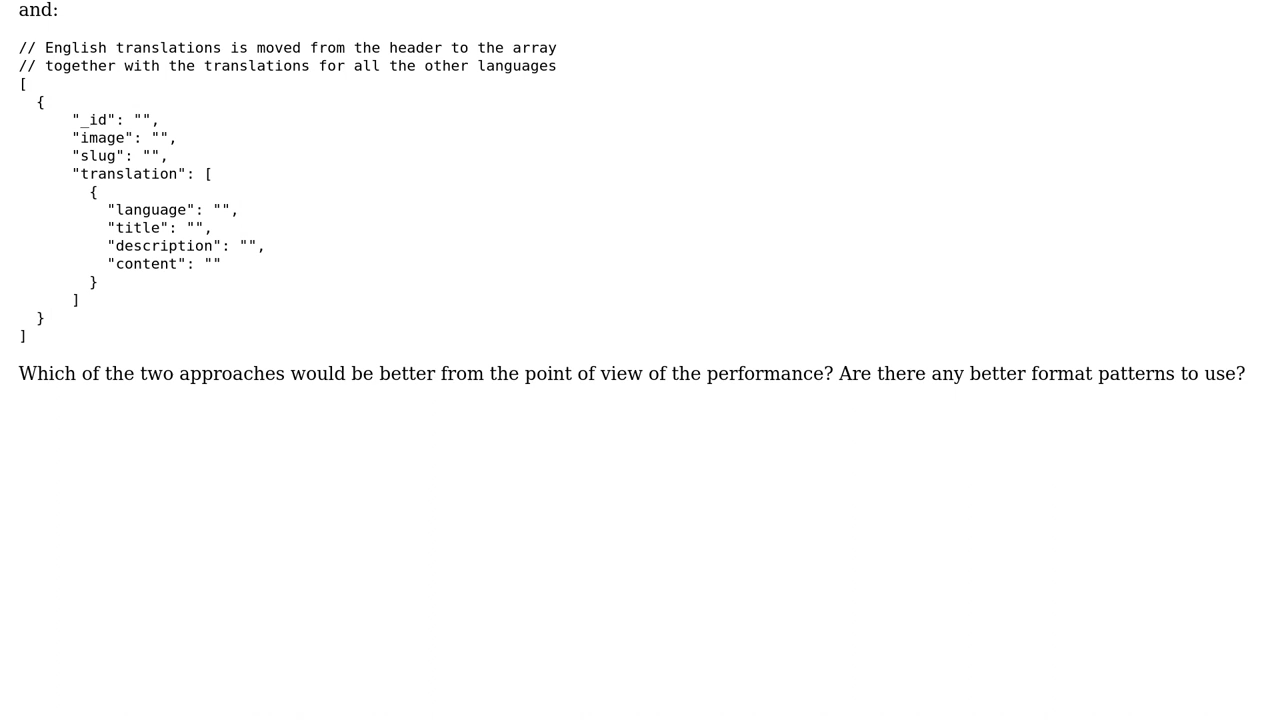 and:
// English translations is moved from the header to the array
// together with the translations for all the other languages
[
  {
      "_id": "",
      "image": "",
      "slug": "",
      "translation": [
        {
          "language": "",
          "title": "",
          "description": "",
          "content": ""
        }
      ]
  }
]
Which of the two approaches would be better from the point of view of the performance? Are there any better format patterns to use?